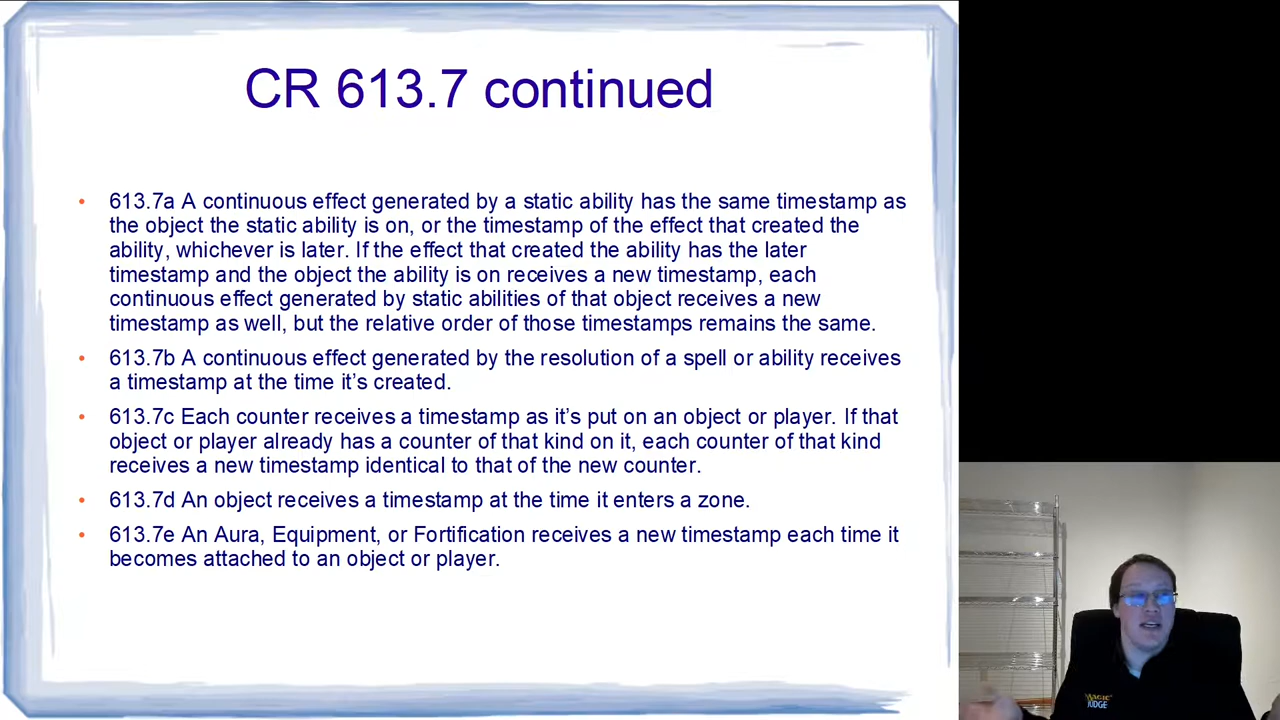 CR 613.7 continued
• 613.7a A continuous effect generated by a static ability has the same timestamp as
the object the static ability is on, or the timestamp of the effect that created the
ability, whichever is later. If the effect that created the ability has the later
timestamp and the object the ability is on receives a new timestamp, each
continuous effect generated by static abilities of that object receives a new
timestamp as well, but the relative order of those timestamps remains the same.
• 613.7b A continuous effect generated by the resolution of a spell or ability receives
a timestamp at the time it’s created.
• 613.7c Each counter receives a timestamp as it’s put on an object or player. If that
object or player already has a counter of that kind on it, each counter of that kind
receives a new timestamp identical to that of the new counter.
• 613.7d An object receives a timestamp at the time it enters a zone.
• 613.7e An Aura, Equipment, or Fortification receives a new timestamp each time it
becomes attached to an object or player.
MAGIC
JUDGE